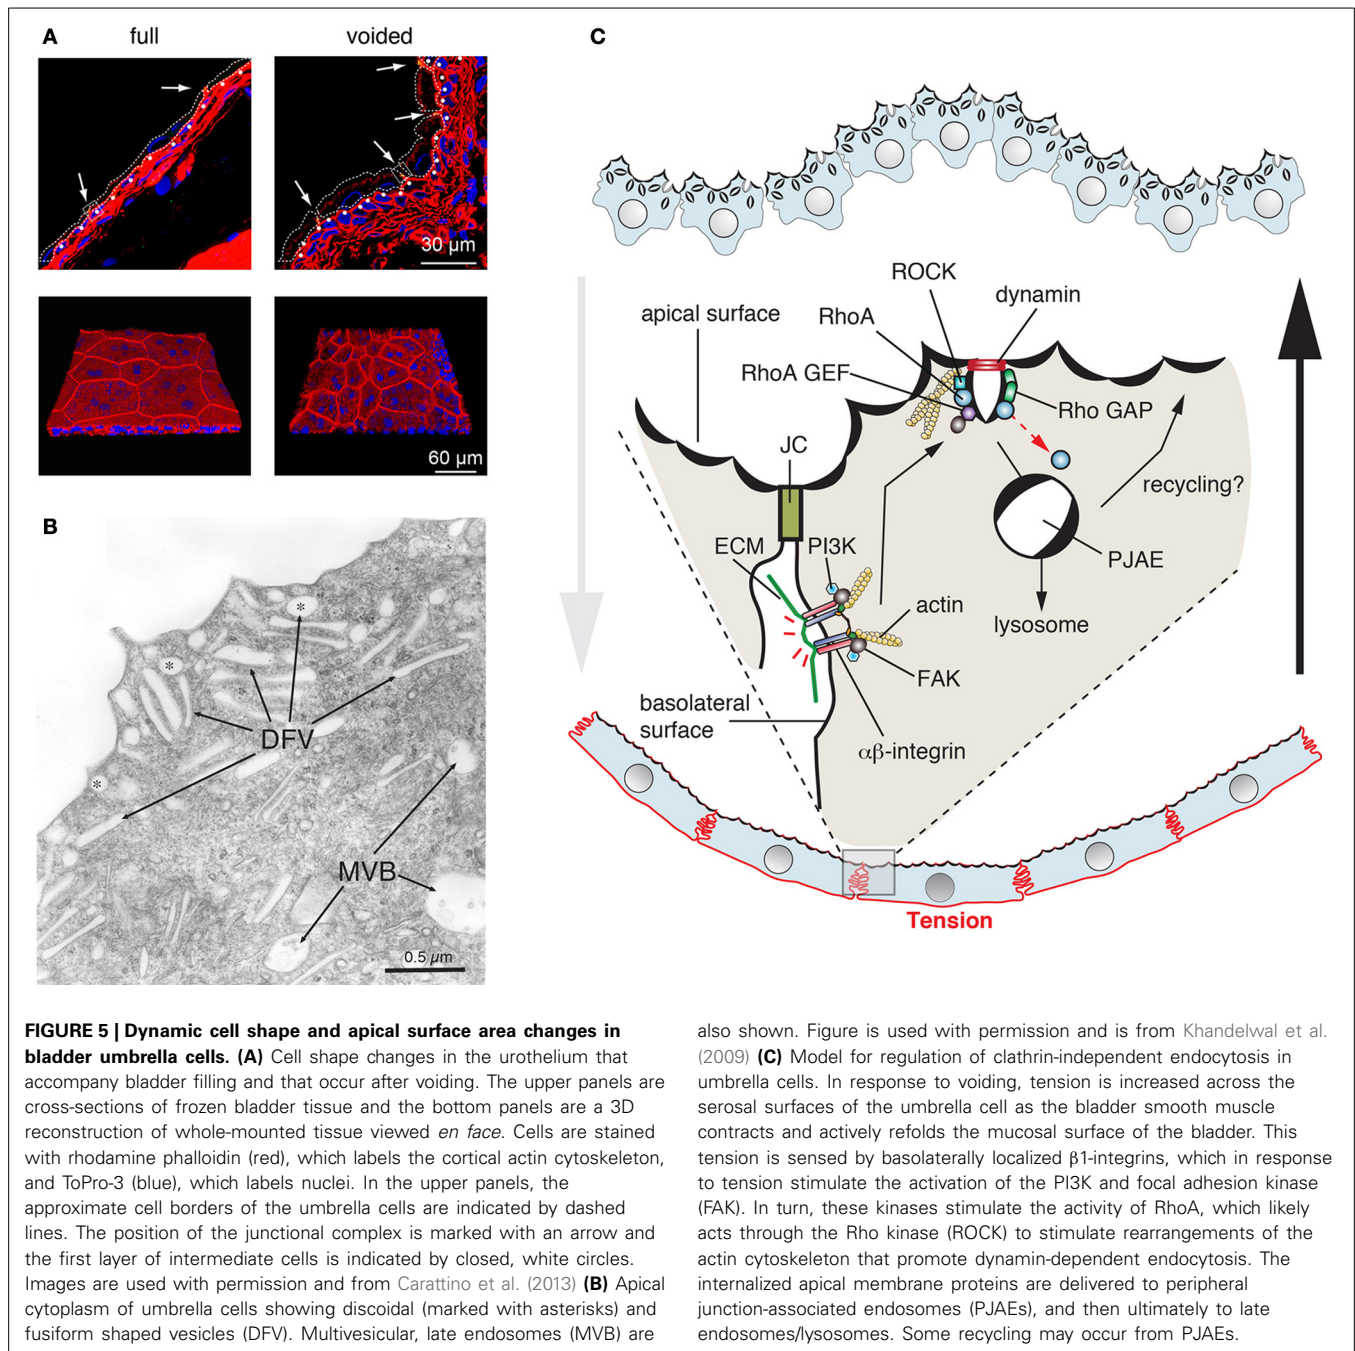 A
full
voided
30 µm
60 µm
B
*
*
*
DFV
MVB
0.5 µm
C
ROCK
dynamin
apical surface
RhoA
RhoA GEF
Rho GAP
JC
recycling?
ECM
PI3K
PJAE
actin
lysosome
FAK
basolateral
surface
αβ-integrin
Tension
FIGURE 5 | Dynamic cell shape and apical surface area changes in
bladder umbrella cells. (A) Cell shape changes in the urothelium that
accompany bladder filling and that occur after voiding. The upper panels are
cross-sections of frozen bladder tissue and the bottom panels are a 3D
reconstruction of whole-mounted tissue viewed en face. Cells are stained
with rhodamine phalloidin (red), which labels the cortical actin cytoskeleton,
and ToPro-3 (blue), which labels nuclei. In the upper panels, the
approximate cell borders of the umbrella cells are indicated by dashed
lines. The position of the junctional complex is marked with an arrow and
the first layer of intermediate cells is indicated by closed, white circles.
Images are used with permission and from Carattino et al. (2013) (B) Apical
cytoplasm of umbrella cells showing discoidal (marked with asterisks) and
fusiform shaped vesicles (DFV). Multivesicular, late endosomes (MVB) are
also shown. Figure is used with permission and is from Khandelwal et al.
(2009) (C) Model for regulation of clathrin-independent endocytosis in
umbrella cells. In response to voiding, tension is increased across the
serosal surfaces of the umbrella cell as the bladder smooth muscle
contracts and actively refolds the mucosal surface of the bladder. This
tension is sensed by basolaterally localized β1-integrins, which in response
to tension stimulate the activation of the PI3K and focal adhesion kinase
(FAK). In turn, these kinases stimulate the activity of RhoA, which likely
acts through the Rho kinase (ROCK) to stimulate rearrangements of the
actin cytoskeleton that promote dynamin-dependent endocytosis. The
internalized apical membrane proteins are delivered to peripheral
junction-associated endosomes (PJAEs), and then ultimately to late
endosomes/lysosomes. Some recycling may occur from PJAEs.